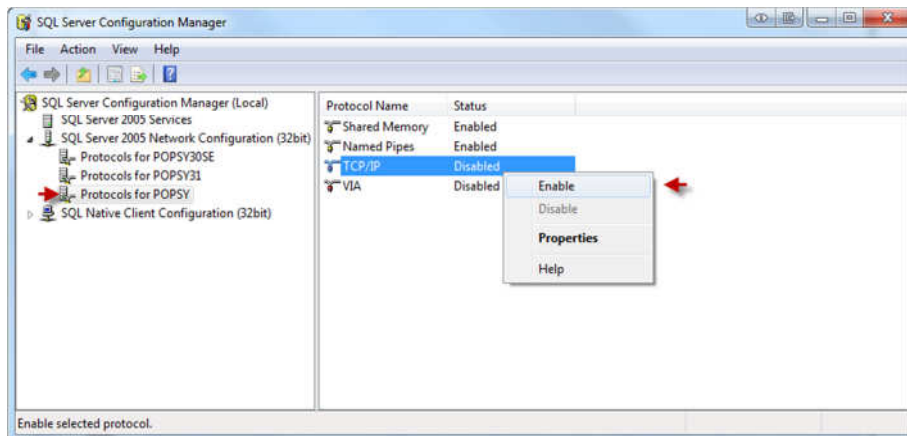 SQL Server Configuration Manager
File Action View Help
SQL Server Configuration Manager (Local)
SQL Server 2005 Services
SQL Server 2005 Network Configuration (32bit)
Protocols for POPSY30SE
Protocols for POPSY31
Protocols for POPSY
SQL Native Client Configuration (32bit)
Protocol Name Status
Shared Memory Enabled
Named Pipes Enabled
TCP/IP Disabled
VIA Disabled
Enable
Disable
Properties
Help
Enable selected protocol.